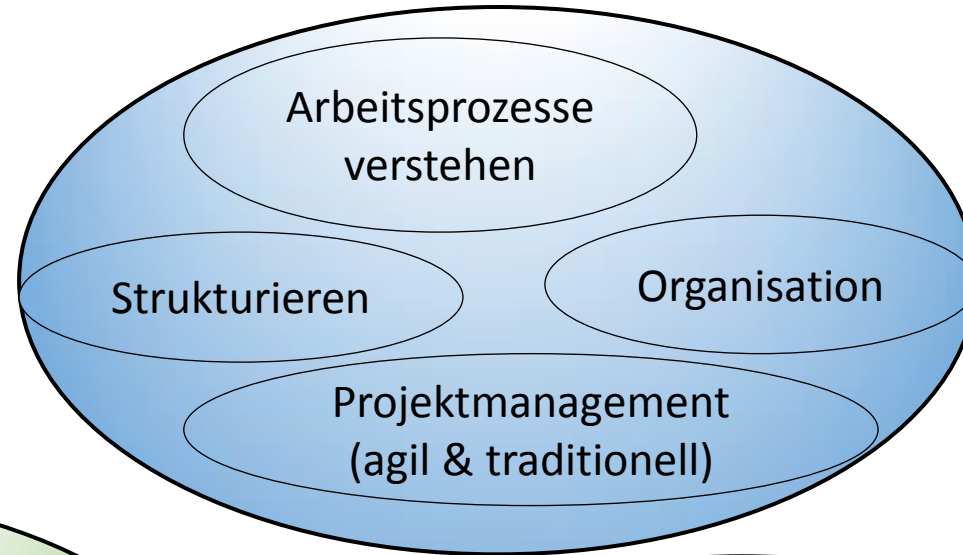 Arbeitsprozesse
verstehen
Strukturieren
Organisation
Projektmanagement
(agil & traditionell)